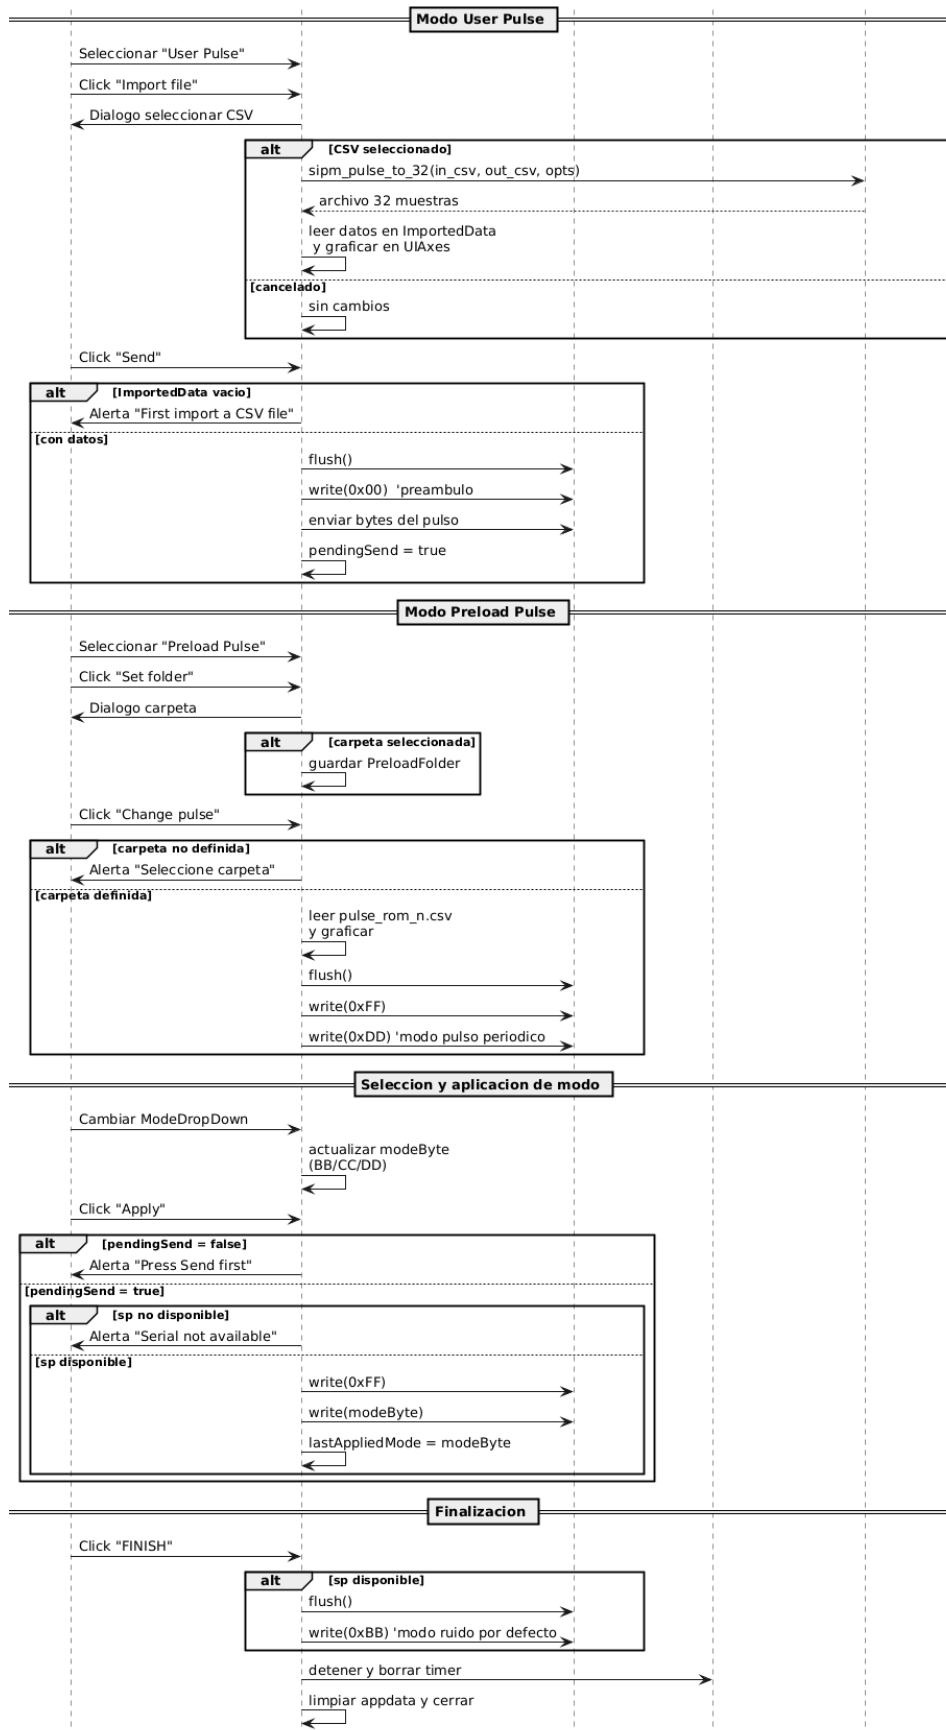 Modo User Pulse
Seleccionar "User Pulse"
Click "Import file"
Dialogo seleccionar CSV
alt [CSV seleccionado]
sipm_pulse_to_32(in_csv, out_csv, opts)
archivo 32 muestras
leer datos en ImportedData
y graficar en UIAxes
[cancelado]
sin cambios
Click "Send"
alt [ImportedData vacio]
Alerta "First import a CSV file"
[con datos]
flush()
write(0x00) 'preambulo
enviar bytes del pulso
pendingSend = true
Modo Preload Pulse
Seleccionar "Preload Pulse"
Click "Set folder"
Dialogo carpeta
alt [carpeta seleccionada]
guardar PreloadFolder
Click "Change pulse"
alt [carpeta no definida]
Alerta "Seleccione carpeta"
[carpeta definida]
leer pulse_rom_n.csv
y graficar
flush()
write(0xFF)
write(0xDD) 'modo pulso periodico
Seleccion y aplicacion de modo
Cambiar ModeDropDown
actualizar modeByte
(BB/CC/DD)
Click "Apply"
alt [pendingSend = false]
Alerta "Press Send first"
[pendingSend = true]
alt [sp no disponible]
Alerta "Serial not available"
[sp disponible]
write(0xFF)
write(modeByte)
lastAppliedMode = modeByte
Finalizacion
Click "FINISH"
alt [sp disponible]
flush()
write(0xBB) 'modo ruido por defecto
detener y borrar timer
limpiar appdata y cerrar